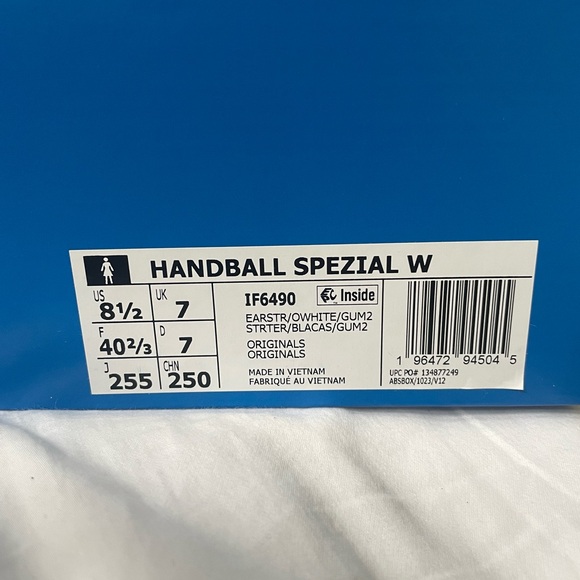 HANDBALL SPEZIAL W
US 8½ UK 7
F 40⅔ D 7
J 255 CHN 250
IF6490 Inside
EARSTR/OWHITE/GUM2
STRTER/BLACAS/GUM2
ORIGINALS
ORIGINALS
MADE IN VIETNAM
FABRIQUÉ AU VIETNAM
1 96472 94504 5
UPC PO# 134877249
ABSBOX/1023/V12